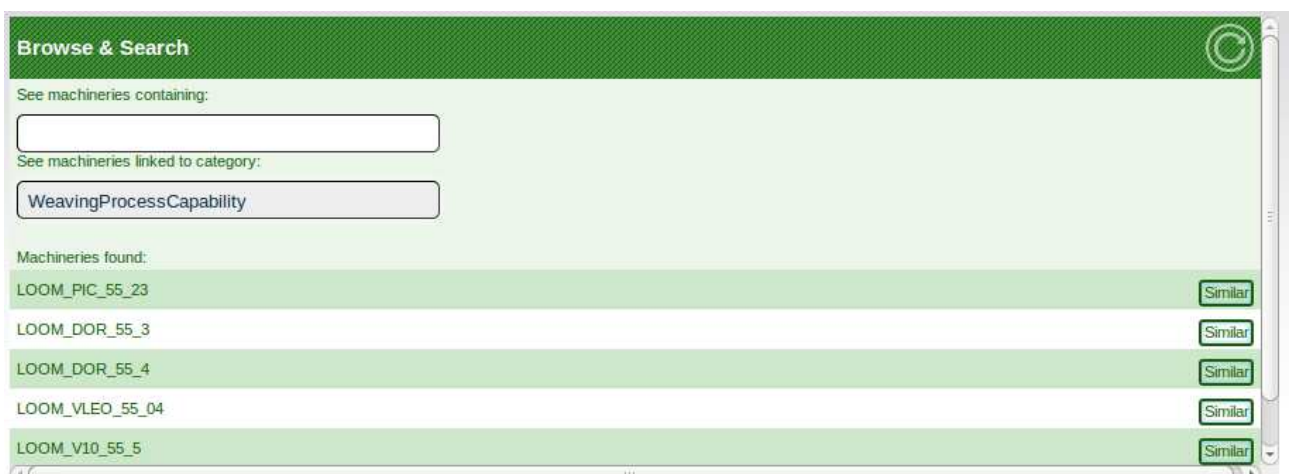 Browse & Search
See machineries containing:
See machineries linked to category:
WeavingProcessCapability
Machineries found:
LOOM_PIC_55_23 Similar
LOOM_DOR_55_3 Similar
LOOM_DOR_55_4 Similar
LOOM_VLEO_55_04 Similar
LOOM_V10_55_5 Similar